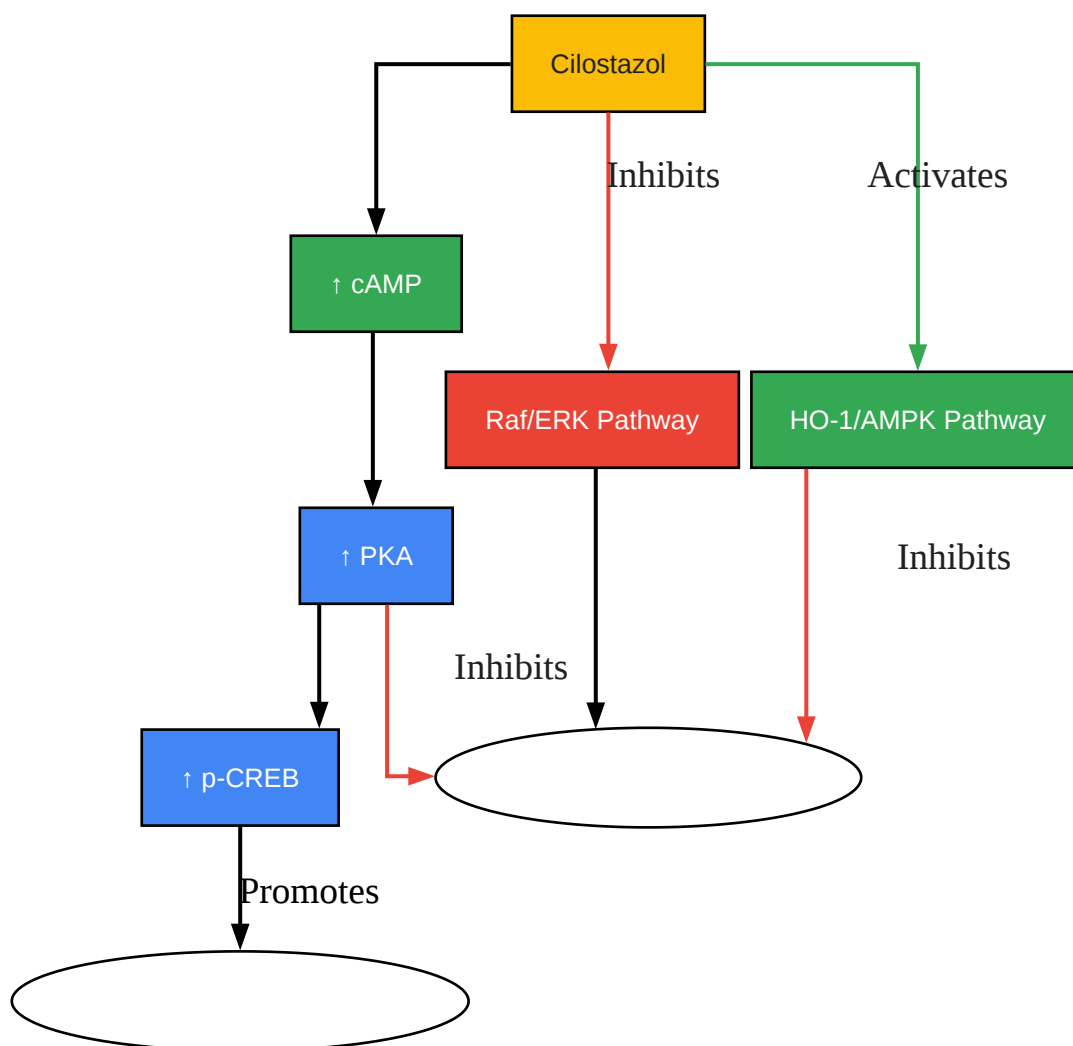 Cilostazol
Inhibits
Activates
↑ cAMP
Raf/ERK Pathway
HO-1/AMPK Pathway
↑ PKA
Inhibits
Inhibits
↑ p-CREB
Promotes